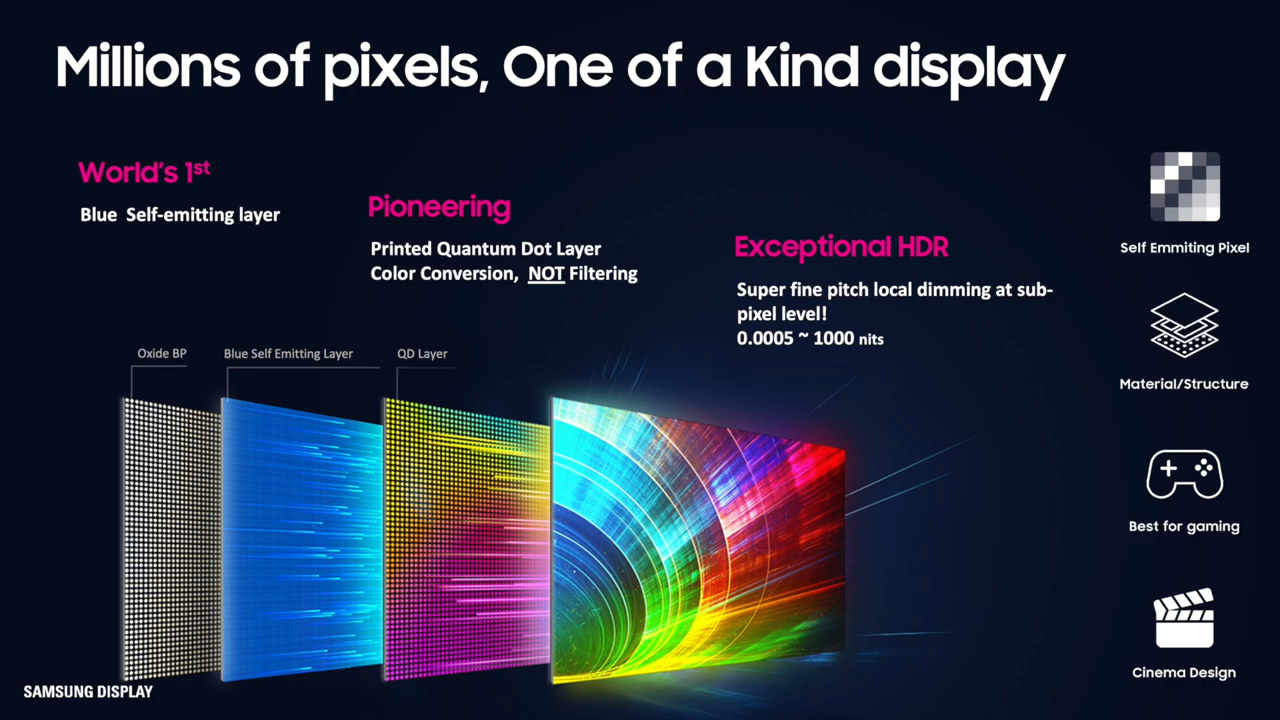 Millions of pixels, One of a Kind display
World's 1st
Blue Self-emitting layer
Pioneering
Printed Quantum Dot Layer
Color Conversion, NOT Filtering
Exceptional HDR
Super fine pitch local dimming at sub-
pixel level!
0.0005 ~ 1000 nits
Oxide BP
Blue Self Emitting Layer
QD Layer
Self Emmiting Pixel
Material/Structure
Best for gaming
Cinema Design
SAMSUNG DISPLAY